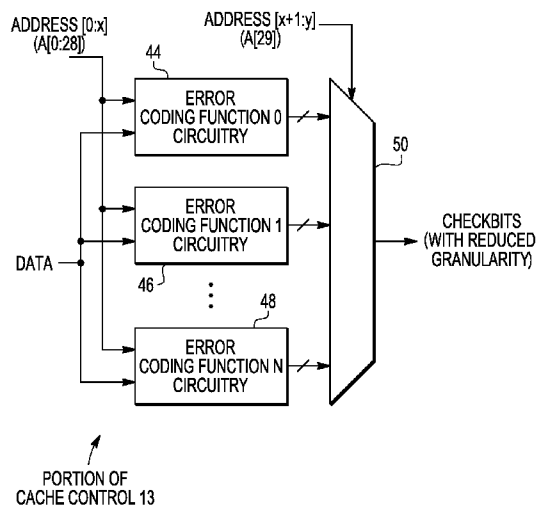 ADDRESS [0:x]
(A[0:28])
ADDRESS [x+1:y]
(A[29])
44
ERROR
CODING FUNCTION 0
CIRCUITRY
50
ERROR
CODING FUNCTION 1
CIRCUITRY
CHECKBITS
(WITH REDUCED
GRANULARITY)
DATA
46
48
ERROR
CODING FUNCTION N
CIRCUITRY
PORTION OF
CACHE CONTROL 13